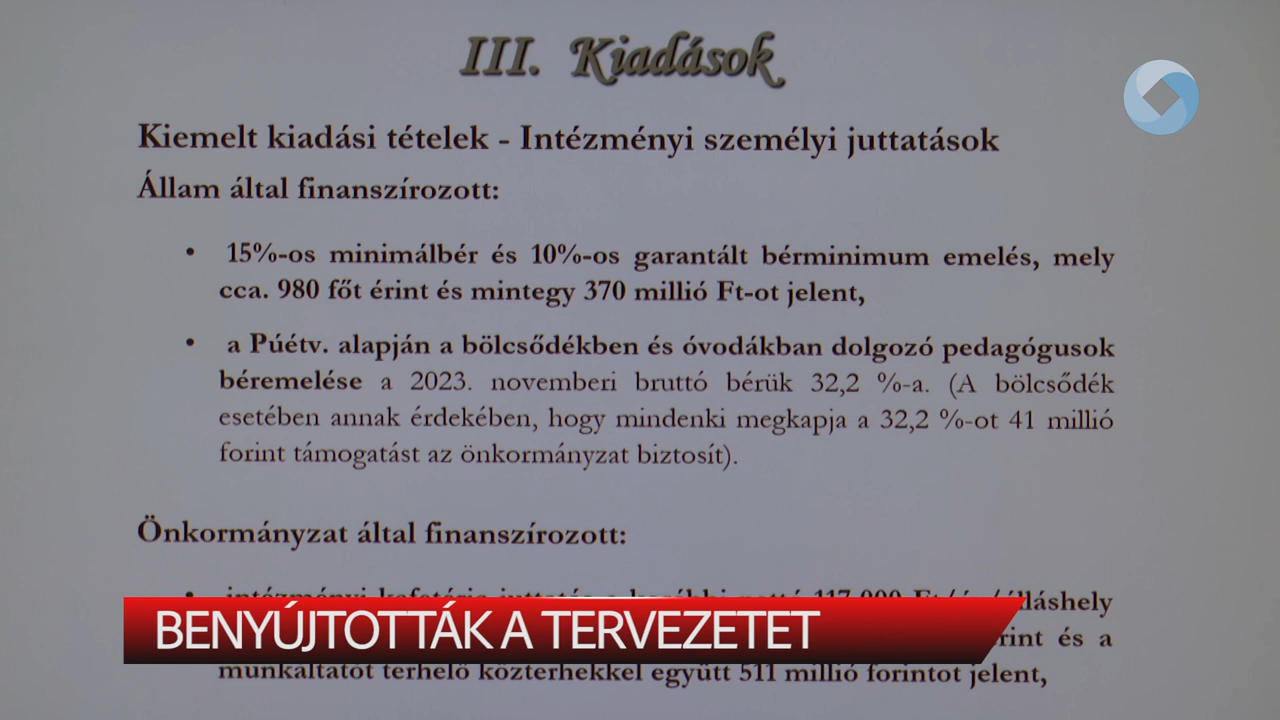 III. Kiadások
Kiemelt kiadási tételek - Intézményi személyi juttatások
Állam által finanszírozott:
• 15%-os minimálbér és 10%-os garantált bérminimum emelés, mely
cca. 980 főt érint és mintegy 370 millió Ft-ot jelent,
• a Púétv. alapján a bölcsődékben és óvodákban dolgozó pedagógusok
béremelése a 2023. novemberi bruttó bérük 32,2 %-a. (A bölcsődék
esetében annak érdekében, hogy mindenki megkapja a 32,2 %-ot 41 millió
forint támogatást az önkormányzat biztosít).
Önkormányzat által finanszírozott:
BENYÚJTOTTÁK A TERVEZETET
és a
munkáltatót terhelő közterhekkel együtt 511 millió forintot jelent,